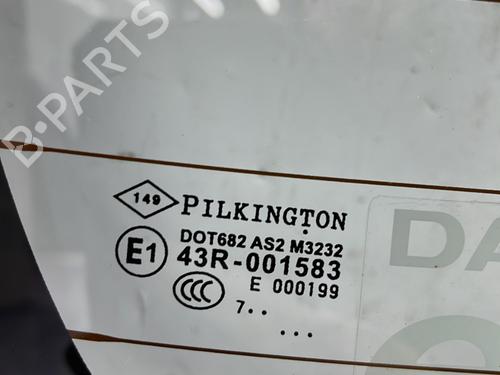 B-PARTS
149 PILKINGTON
DOT682 AS2 M3232
E1 43R-001583
E 000199
CCC
7..
...
DA